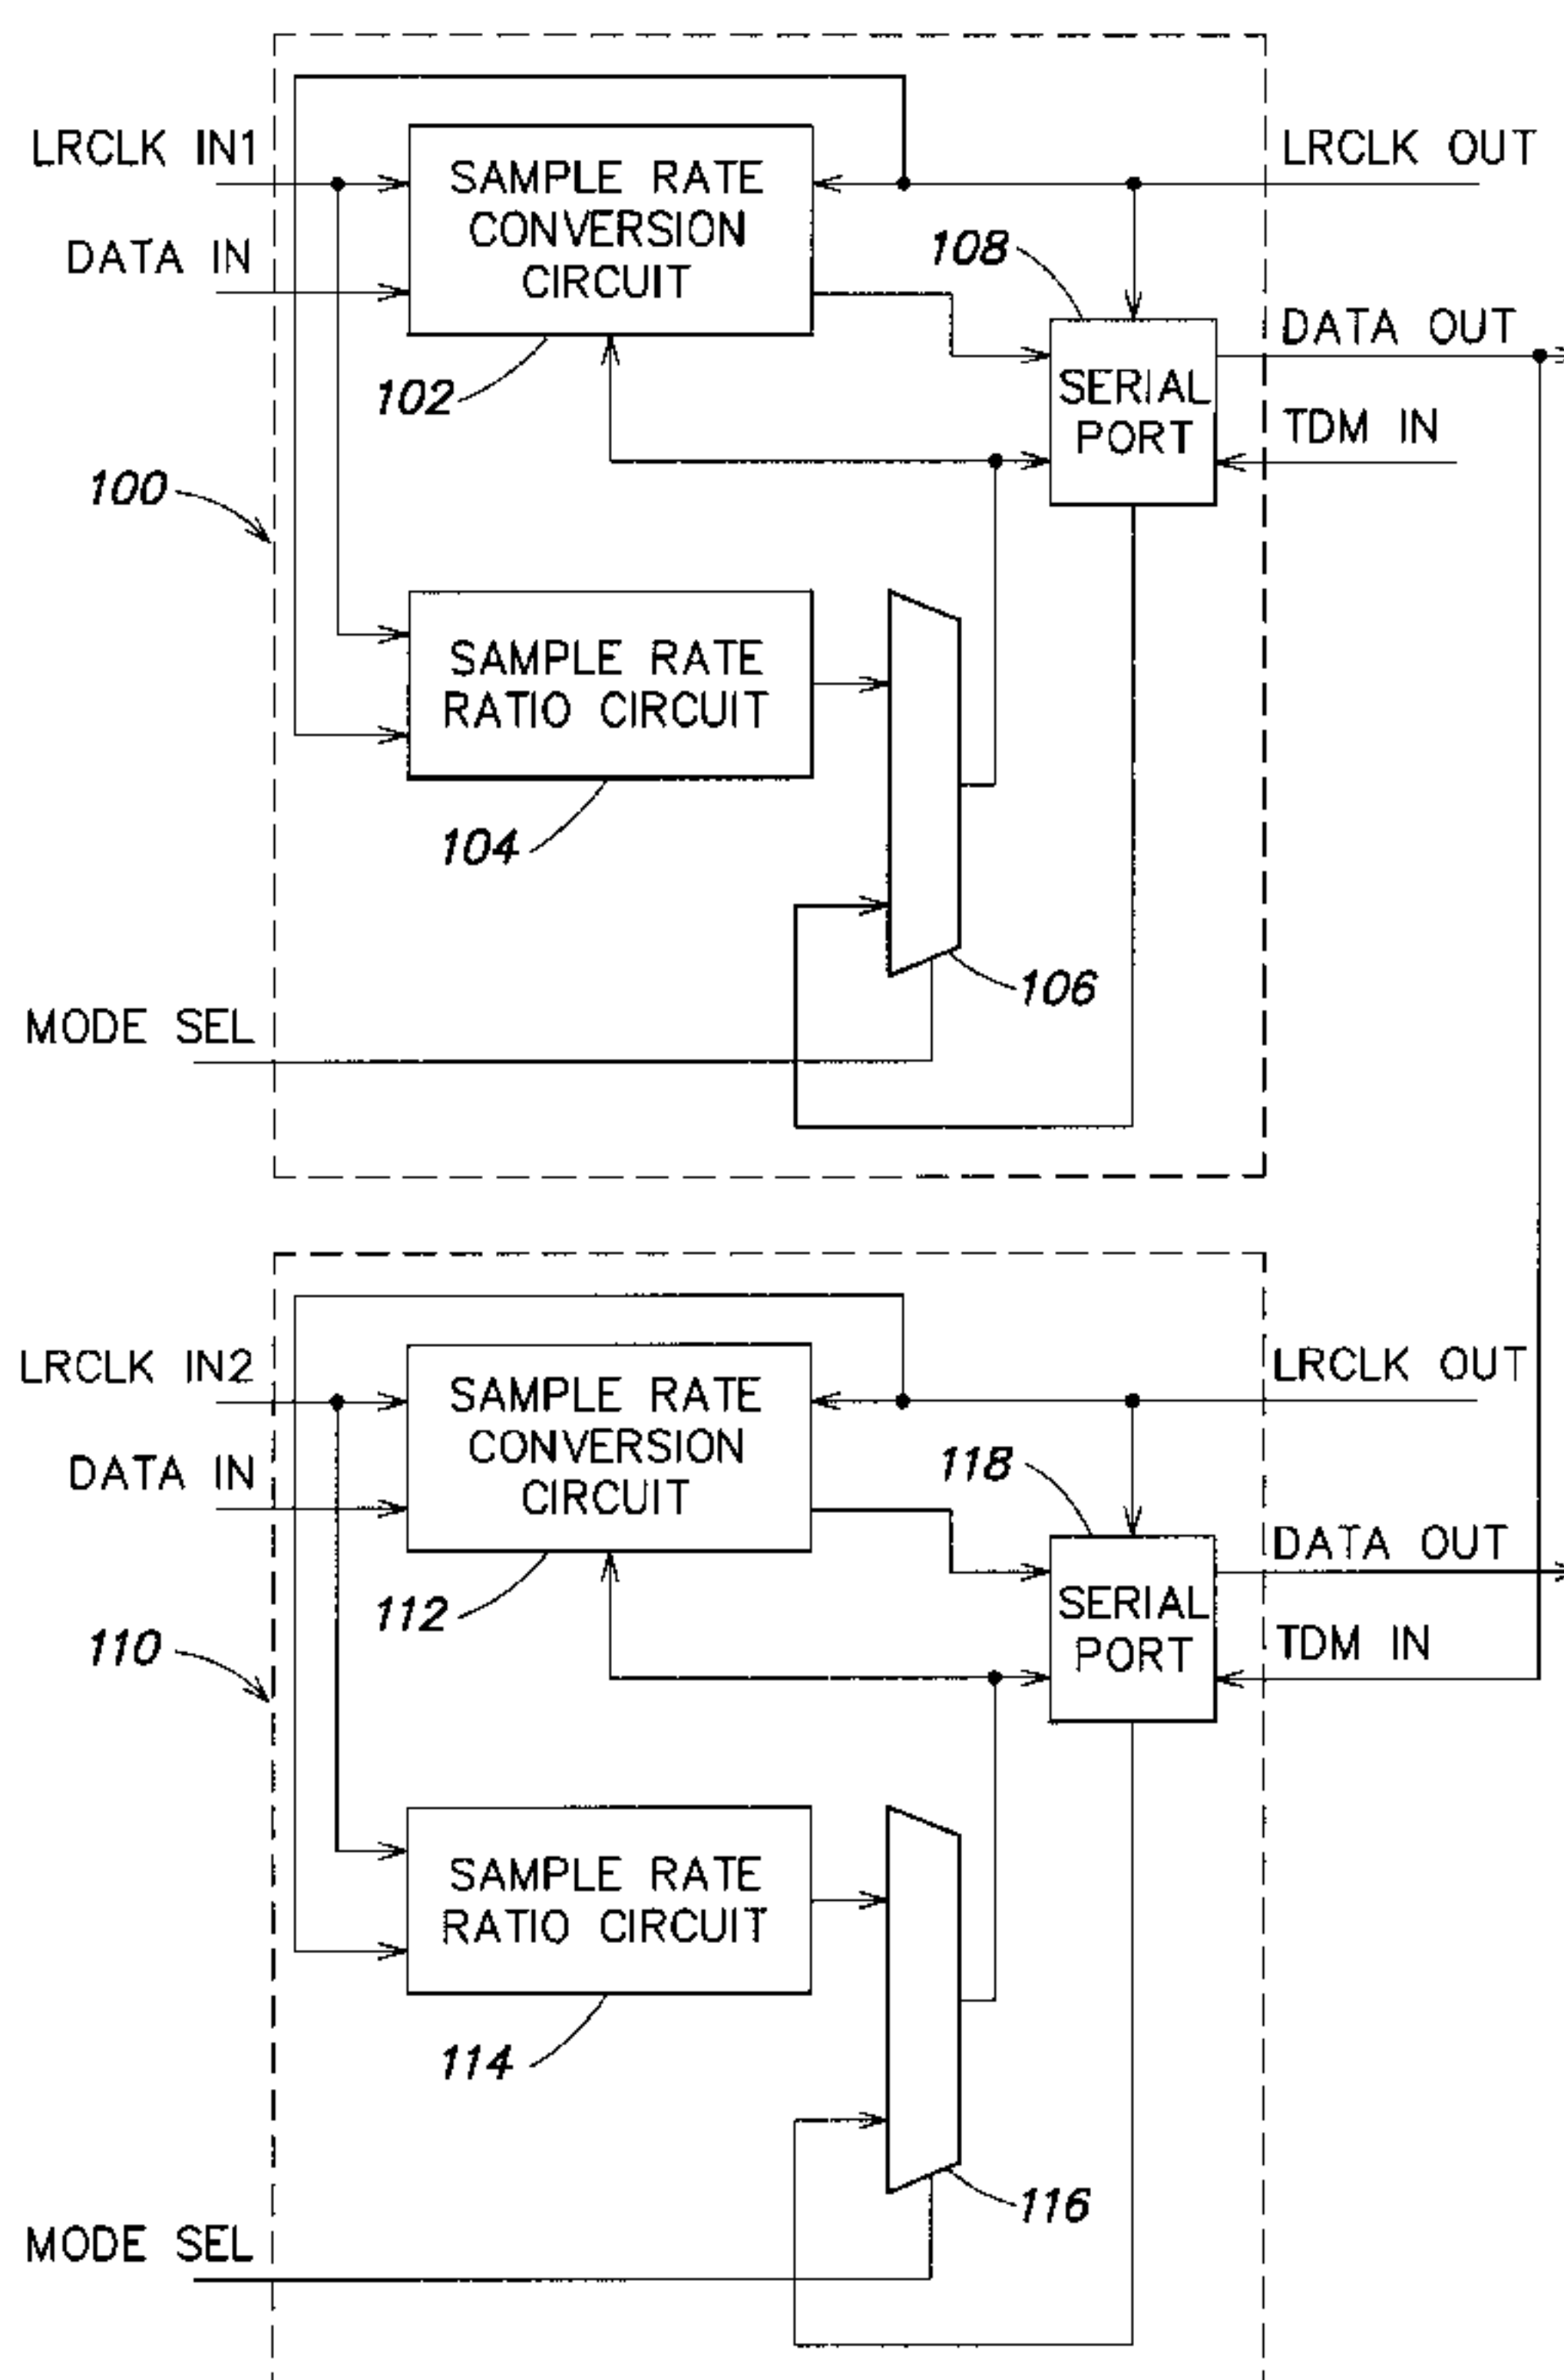 LRCLK IN1
SAMPLE RATE
CONVERSION
CIRCUIT
LRCLK OUT
DATA IN
108
DATA OUT
102
SERIAL
PORT
TDM IN
100
SAMPLE RATE
RATIO CIRCUIT
104
106
MODE SEL
LRCLK IN2
SAMPLE RATE
CONVERSION
CIRCUIT
LRCLK OUT
DATA IN
118
DATA OUT
112
SERIAL
PORT
TDM IN
110
SAMPLE RATE
RATIO CIRCUIT
114
116
MODE SEL